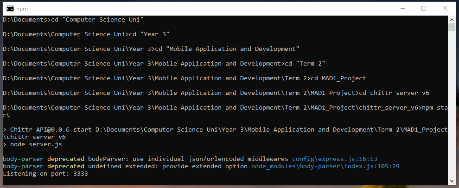 npm
D:\Documents>cd "Computer Science Uni"
D:\Documents\Computer Science Uni>cd "Year 3"
D:\Documents\Computer Science Uni\Year 3>cd "Mobile Application and Development"
D:\Documents\Computer Science Uni\Year 3\Mobile Application and Development>cd "Term 2"
D:\Documents\Computer Science Uni\Year 3\Mobile Application and Development\Term 2>cd MAD1_Project
D:\Documents\Computer Science Uni\Year 3\Mobile Application and Development\Term 2\MAD1_Project>cd chittr_server_v6
D:\Documents\Computer Science Uni\Year 3\Mobile Application and Development\Term 2\MAD1_Project\chittr_server_v6>npm sta
rt
> Chittr API@0.0.6 start D:\Documents\Computer Science Uni\Year 3\Mobile Application and Development\Term 2\MAD1_Project
\chittr_server_v6
> node server.js
body-parser deprecated bodyParser: use individual json/urlencoded middlewares config\express.js:16:13
body-parser deprecated undefined extended: provide extended option node_modules\body-parser\index.js:105:29
Listening on port: 3333